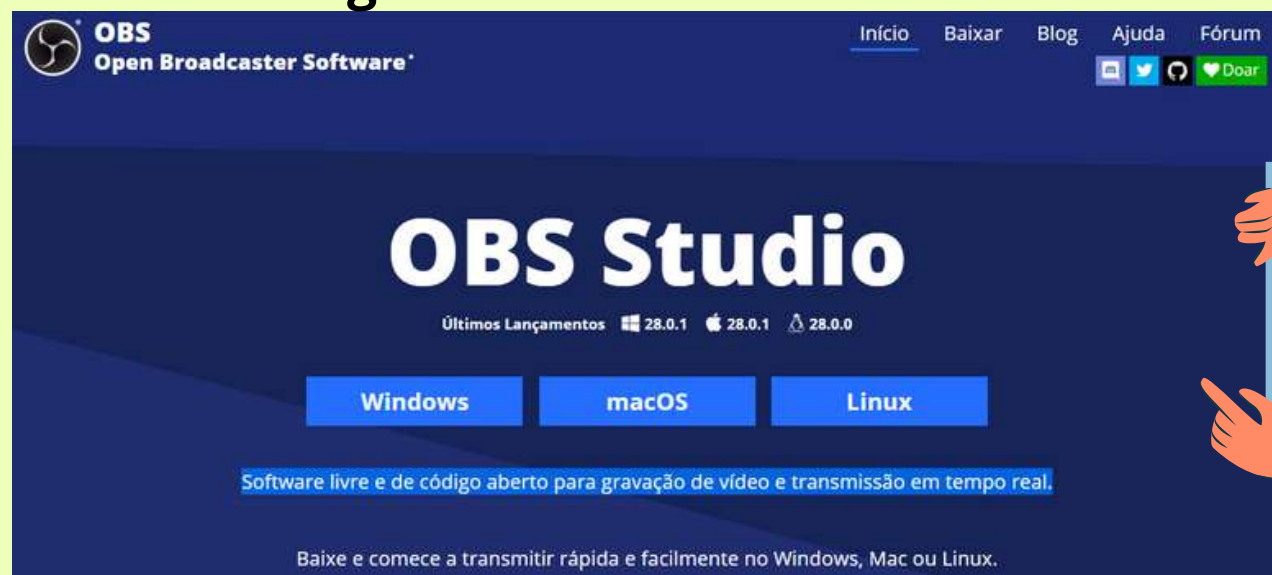 OBS
Open Broadcaster Software
Início Baixar Blog Ajuda Fórum
Doar
OBS Studio
Últimos Lançamentos 28.0.1 28.0.1 28.0.0
Windows macOS Linux
Software livre e de código aberto para gravação de vídeo e transmissão em tempo real.
Baixe e comece a transmitir rápida e facilmente no Windows, Mac ou Linux.